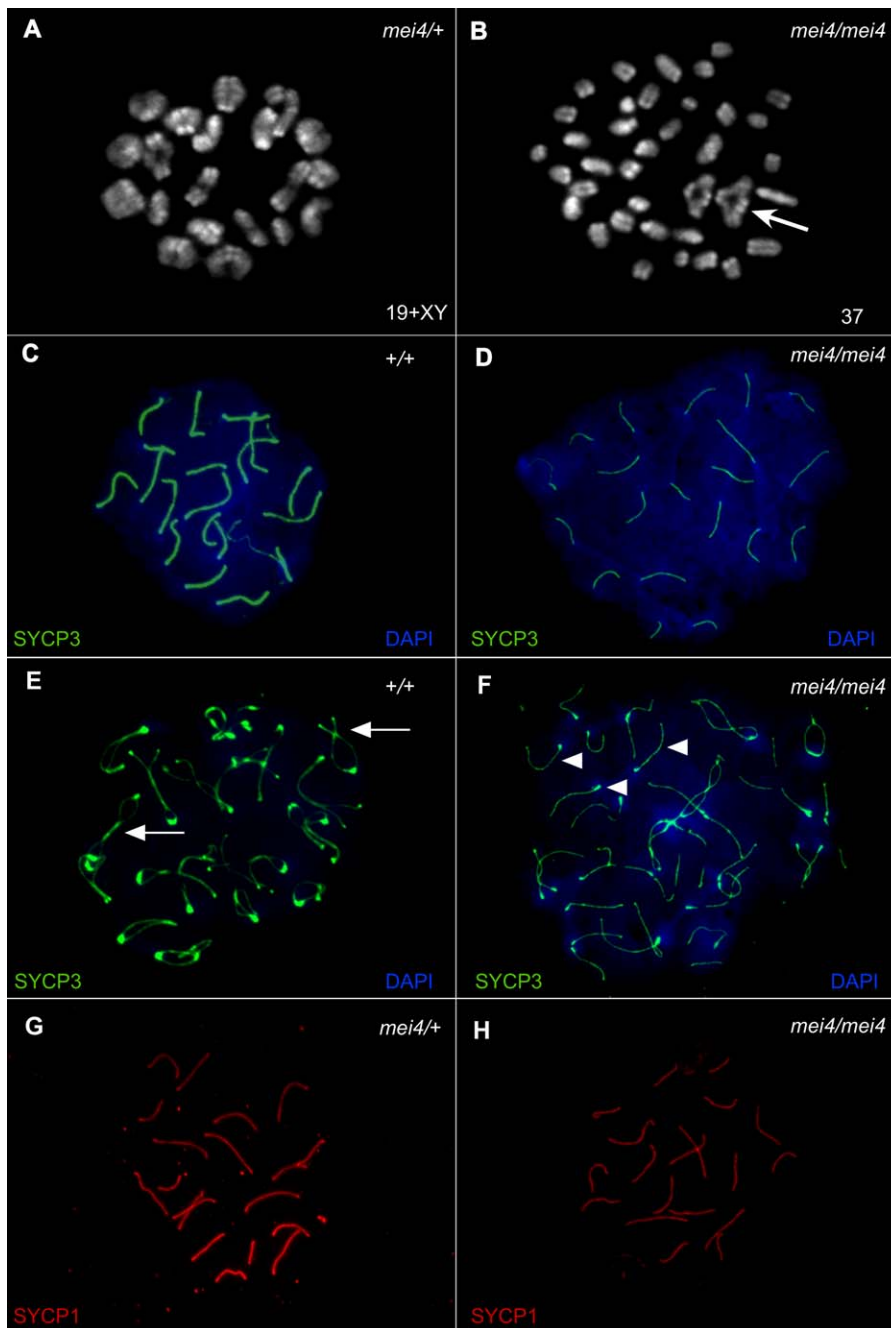 A mei4/+
19+XY
B mei4/mei4
37
C +/+
SYCP3 DAPI
D mei4/mei4
SYCP3 DAPI
E +/+
SYCP3 DAPI
F mei4/mei4
SYCP3 DAPI
G mei4/+
SYCP1
H mei4/mei4
SYCP1